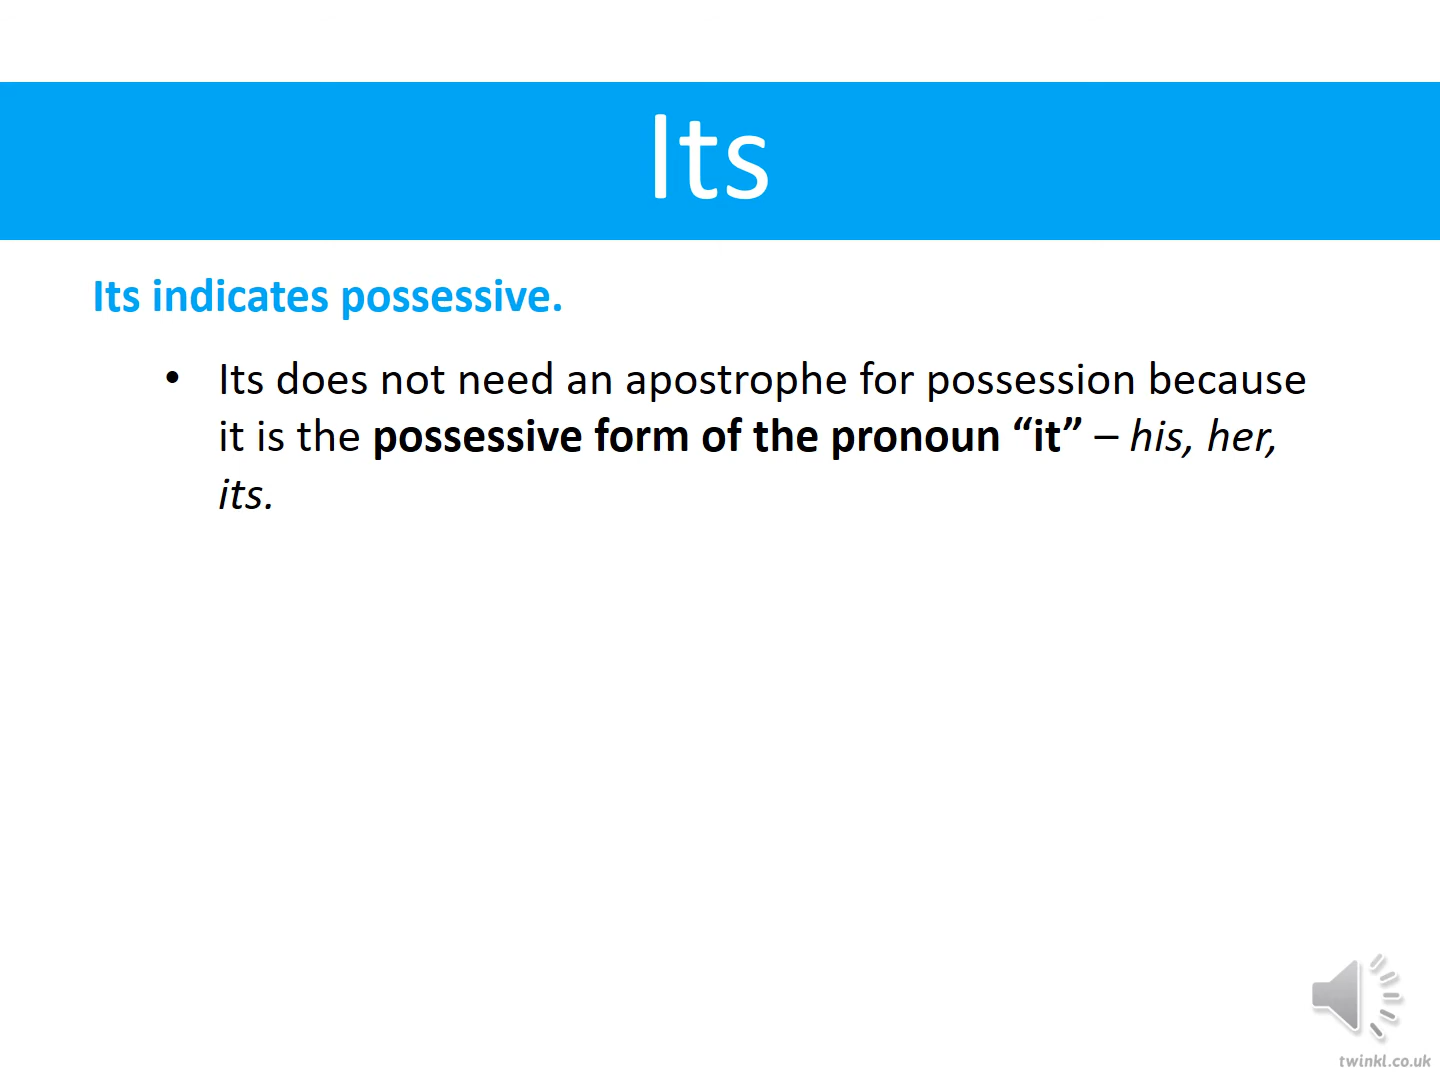 Its
Its indicates possessive.
• Its does not need an apostrophe for possession because
it is the possessive form of the pronoun “it” – his, her,
its.
twinkl.co.uk